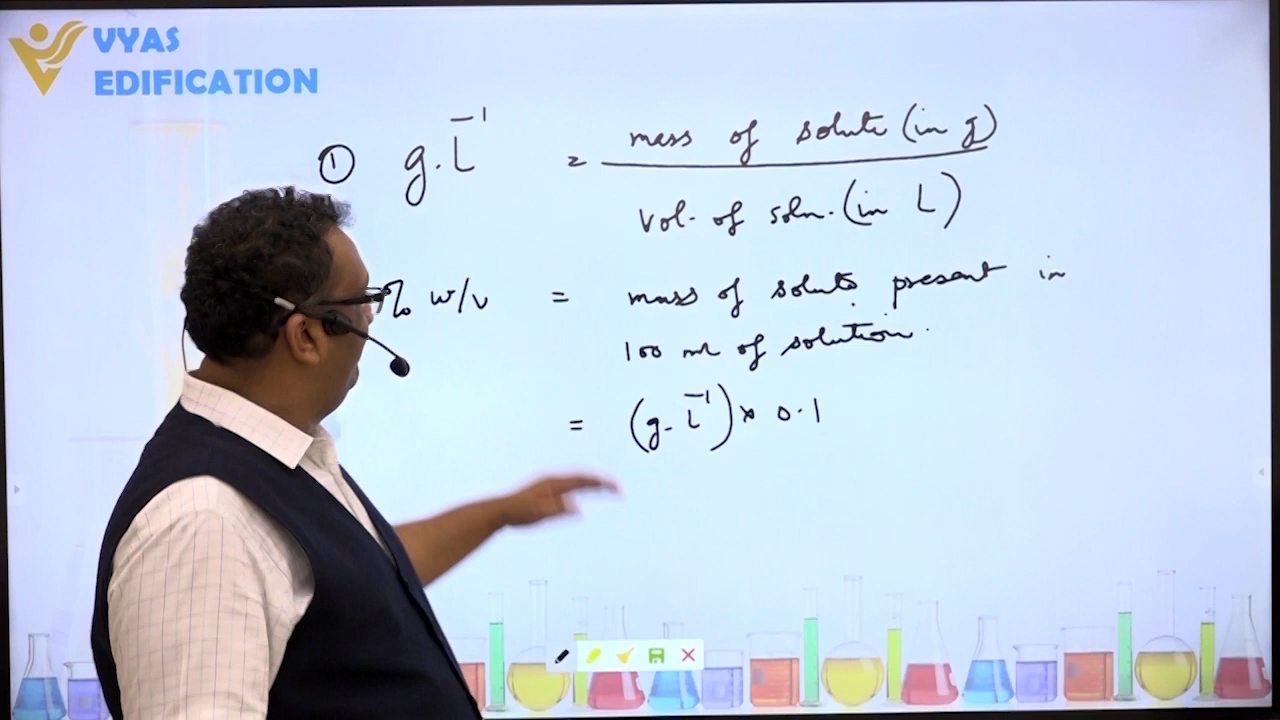 VYAS
EDIFICATION
① g.L⁻¹ = mass of solute (in g)
vol. of soln. (in L)
% w/v = mass of solute present in
100 ml of solution.
= (g.L⁻¹) × 0.1